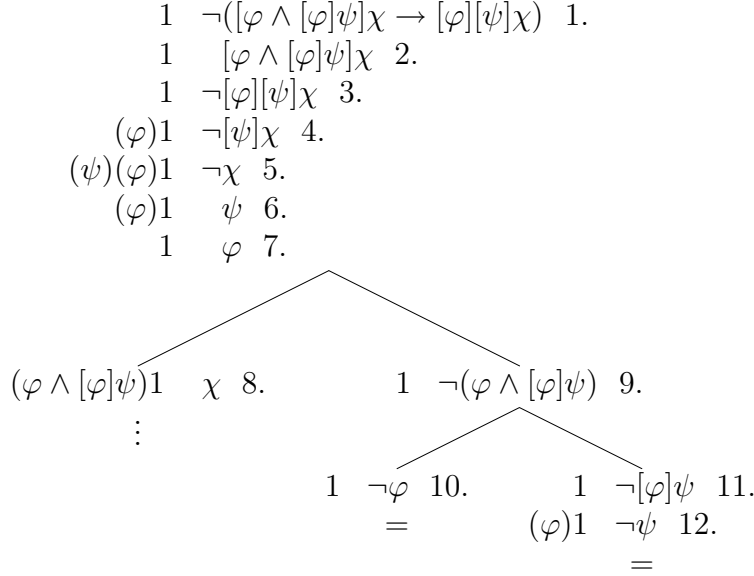 1 ¬([φ ∧ [φ]ψ]χ → [φ][ψ]χ) 1.
1 [φ ∧ [φ]ψ]χ 2.
1 ¬[φ][ψ]χ 3.
(φ)1 ¬[ψ]χ 4.
(ψ)(φ)1 ¬χ 5.
(φ)1 ψ 6.
1 φ 7.
(φ ∧ [φ]ψ)1 χ 8. 1 ¬(φ ∧ [φ]ψ) 9.
⋮
1 ¬φ 10. 1 ¬[φ]ψ 11.
= (φ)1 ¬ψ 12.
=